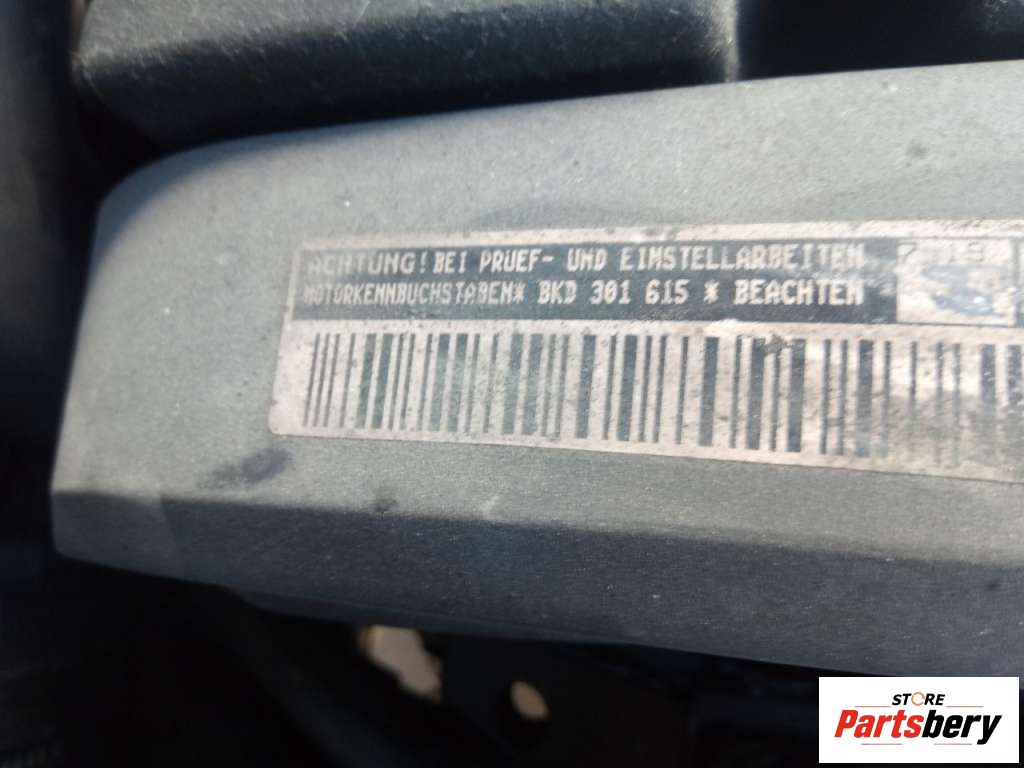 ACHTUNG! BEI PRUEF- UND EINSTELLARBEITEN
MOTORKENNBUCHSTABEN* BKD 301 615 * BEACHTEN
STORE
Partsbery